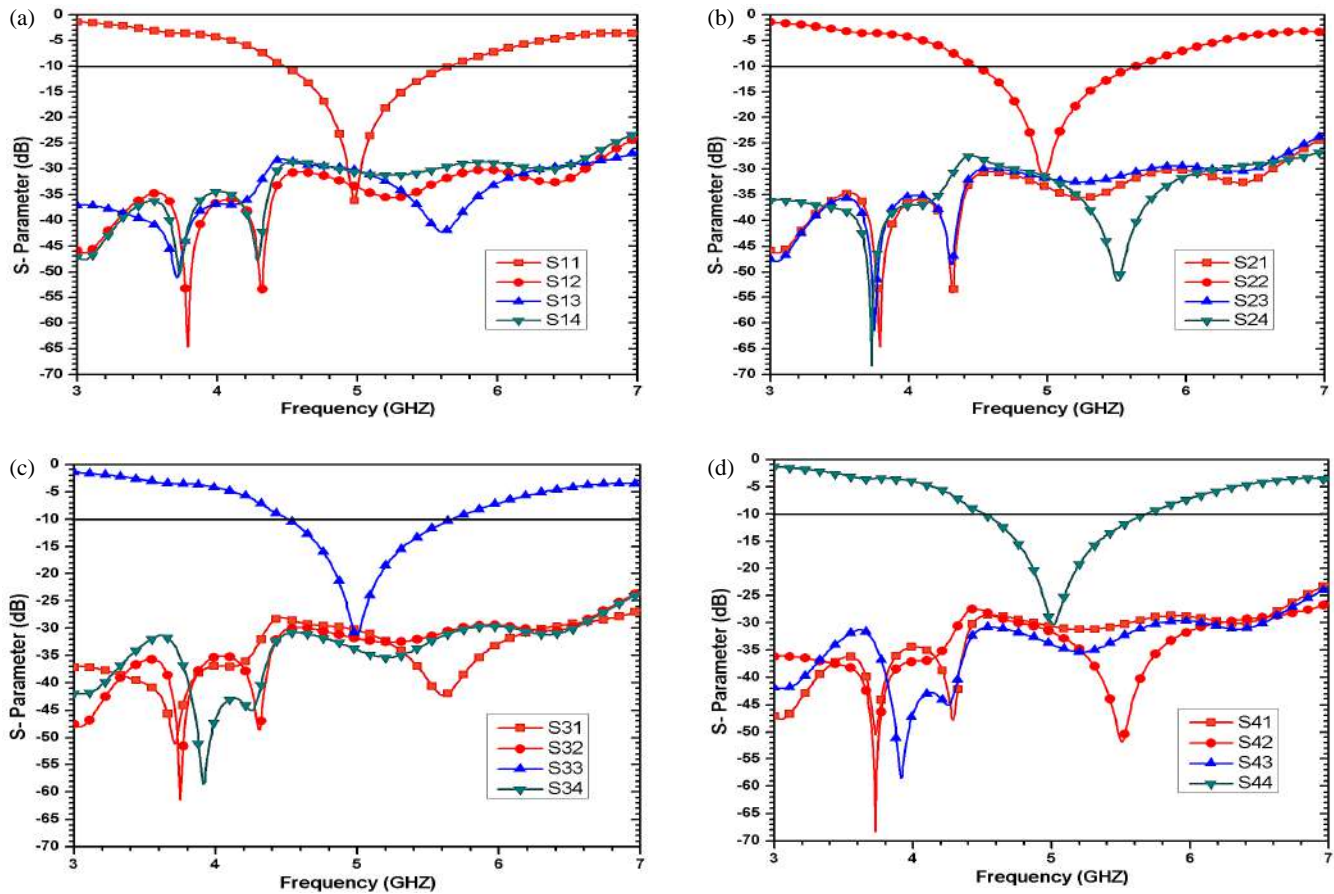 (a)
0
-5
-10
-15
-20
-25
-30
-35
-40
-45
-50
-55
-60
-65
-70
S- Parameter (dB)
3 4 5 6 7
Frequency (GHZ)
S11
S12
S13
S14
(b)
0
-5
-10
-15
-20
-25
-30
-35
-40
-45
-50
-55
-60
-65
-70
S- Parameter (dB)
3 4 5 6 7
Frequency (GHZ)
S21
S22
S23
S24
(c)
0
-5
-10
-15
-20
-25
-30
-35
-40
-45
-50
-55
-60
-65
-70
S- Parameter (dB)
3 4 5 6 7
Frequency (GHZ)
S31
S32
S33
S34
(d)
0
-5
-10
-15
-20
-25
-30
-35
-40
-45
-50
-55
-60
-65
-70
S- Parameter (dB)
3 4 5 6 7
Frequency (GHZ)
S41
S42
S43
S44